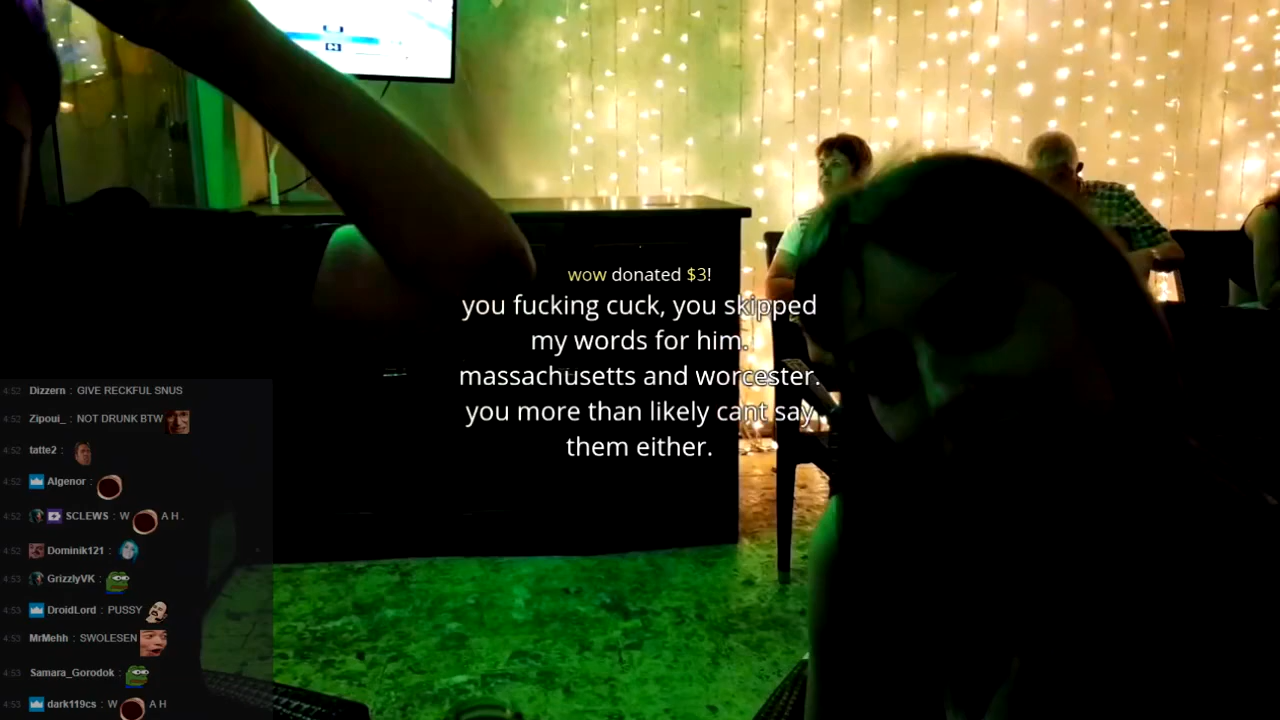 wow donated $3!
you fucking cuck, you skipped
my words for him.
massachusetts and worcester.
you more than likely cant say
them either.
4:52 Dizzern : GIVE RECKFUL SNUS
4:52 Zipoui_ : NOT DRUNK BTW
4:52 tatte2 :
4:52 Algenor :
4:52 SCLEWS : W A H .
4:52 Dominik121 :
4:53 GrizzlyVK :
4:53 DroidLord : PUSSY
4:53 MrMehh : SWOLESEN
4:53 Samara_Gorodok :
4:53 dark119cs : W A H